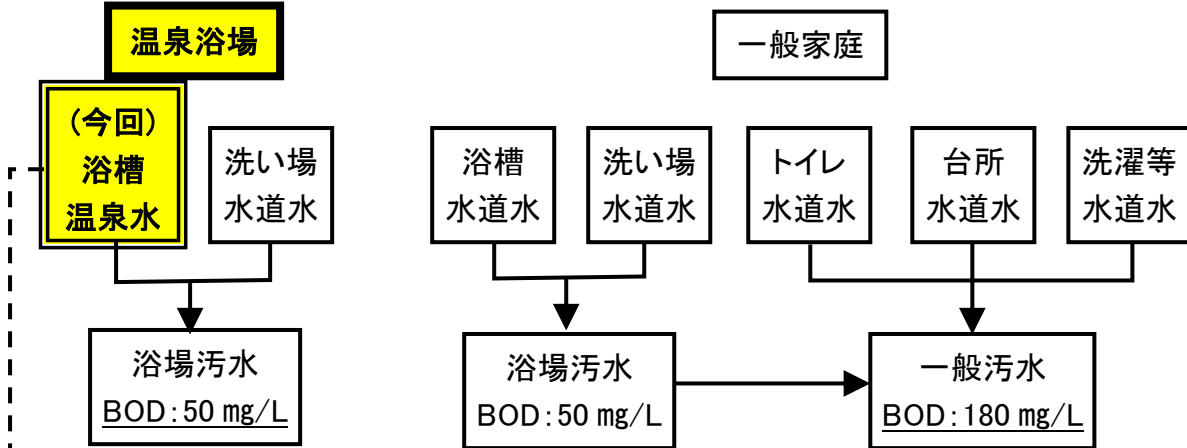 温泉浴場
一般家庭
(今回)
浴槽
温泉水
洗い場
水道水
浴槽
水道水
洗い場
水道水
トイレ
水道水
台所
水道水
洗濯等
水道水
浴場汚水
BOD:50 mg/L
浴場汚水
BOD:50 mg/L
一般汚水
BOD:180 mg/L